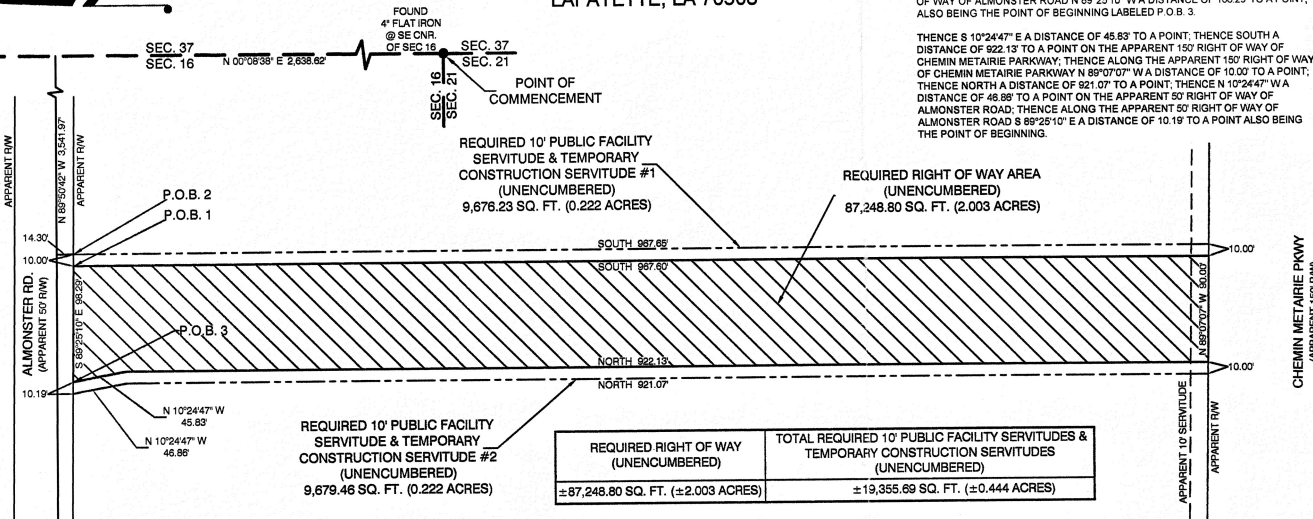 LAFAYETTE, LA 70508
ALSO BEING THE POINT OF BEGINNING LABELED P.O.B. 3.
THENCE S 10°24'47" E A DISTANCE OF 45.83' TO A POINT; THENCE SOUTH A
DISTANCE OF 922.13' TO A POINT ON THE APPARENT 150' RIGHT OF WAY OF
CHEMIN METAIRIE PARKWAY; THENCE ALONG THE APPARENT 150' RIGHT OF WAY
OF CHEMIN METAIRIE PARKWAY N 89°07'07" W A DISTANCE OF 10.00' TO A POINT;
THENCE NORTH A DISTANCE OF 921.07' TO A POINT; THENCE N 10°24'47" W A
DISTANCE OF 46.86' TO A POINT ON THE APPARENT 50' RIGHT OF WAY OF
ALMONSTER ROAD; THENCE ALONG THE APPARENT 50' RIGHT OF WAY OF
ALMONSTER ROAD S 89°25'10" E A DISTANCE OF 10.19' TO A POINT ALSO BEING
THE POINT OF BEGINNING.
FOUND
4" FLAT IRON
@ SE CNR.
OF SEC 16
SEC. 37
SEC. 16
N 00°08'38" E 2,638.62'
SEC. 37
SEC. 21
SEC. 16
SEC. 21
POINT OF
COMMENCEMENT
APPARENT R/W
N 89°50'42" W 3,541.97'
APPARENT R/W
P.O.B. 2
P.O.B. 1
REQUIRED 10' PUBLIC FACILITY
SERVITUDE & TEMPORARY
CONSTRUCTION SERVITUDE #1
(UNENCUMBERED)
9,676.23 SQ. FT. (0.222 ACRES)
REQUIRED RIGHT OF WAY AREA
(UNENCUMBERED)
87,248.80 SQ. FT. (2.003 ACRES)
14.30'
10.00'
SOUTH 967.65'
SOUTH 967.60'
10.00'
ALMONSTER RD.
(APPARENT 50' R/W)
S 89°25'10" E 98.29'
P.O.B. 3
N 89°07'07" W 90.00'
CHEMIN METAIRIE PKWY
NORTH 922.13'
NORTH 921.07'
10.00'
10.19'
N 10°24'47" W
45.83'
N 10°24'47" W
46.86'
REQUIRED 10' PUBLIC FACILITY
SERVITUDE & TEMPORARY
CONSTRUCTION SERVITUDE #2
(UNENCUMBERED)
9,679.46 SQ. FT. (0.222 ACRES)
REQUIRED RIGHT OF WAY
(UNENCUMBERED)
TOTAL REQUIRED 10' PUBLIC FACILITY SERVITUDES &
TEMPORARY CONSTRUCTION SERVITUDES
(UNENCUMBERED)
±87,248.80 SQ. FT. (±2.003 ACRES)
±19,355.69 SQ. FT. (±0.444 ACRES)
APPARENT 10' SERVITUDE
APPARENT R/W